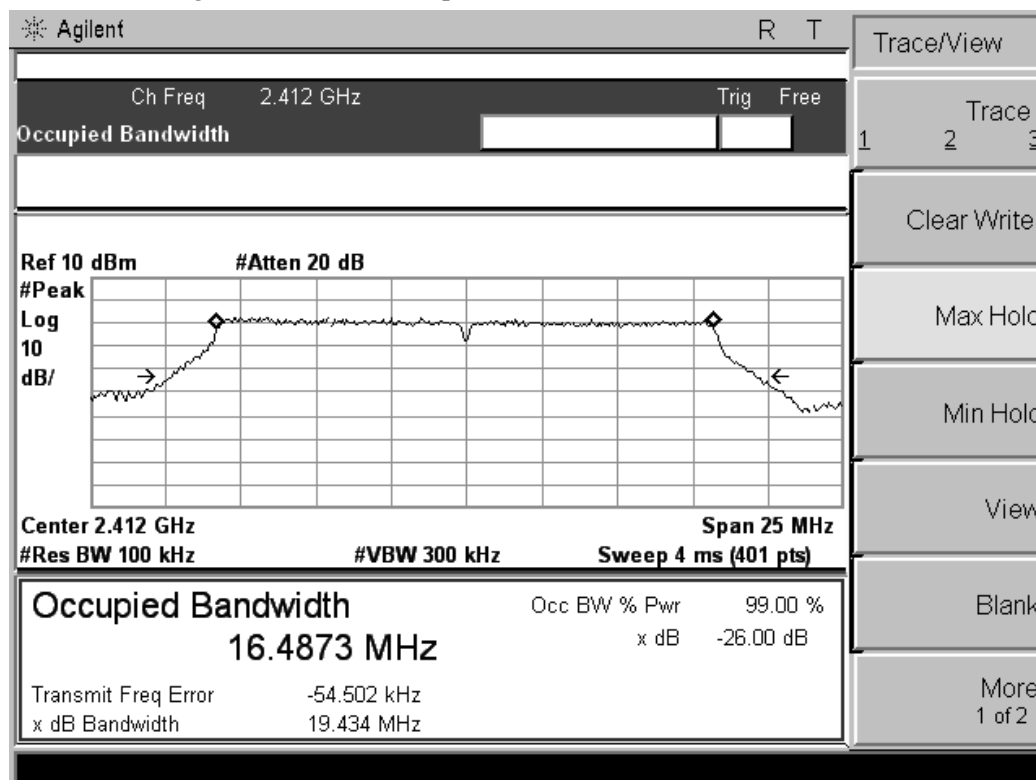 Agilent R T
Trace/View
Ch Freq 2.412 GHz Trig Free
Occupied Bandwidth
Trace
1 2 3
Clear Write
Ref 10 dBm #Atten 20 dB
#Peak
Log
10
dB/
Max Hold
Min Hold
View
Center 2.412 GHz Span 25 MHz
#Res BW 100 kHz #VBW 300 kHz Sweep 4 ms (401 pts)
Occupied Bandwidth Occ BW % Pwr 99.00 %
16.4873 MHz x dB -26.00 dB
Blank
Transmit Freq Error -54.502 kHz
x dB Bandwidth 19.434 MHz
More
1 of 2